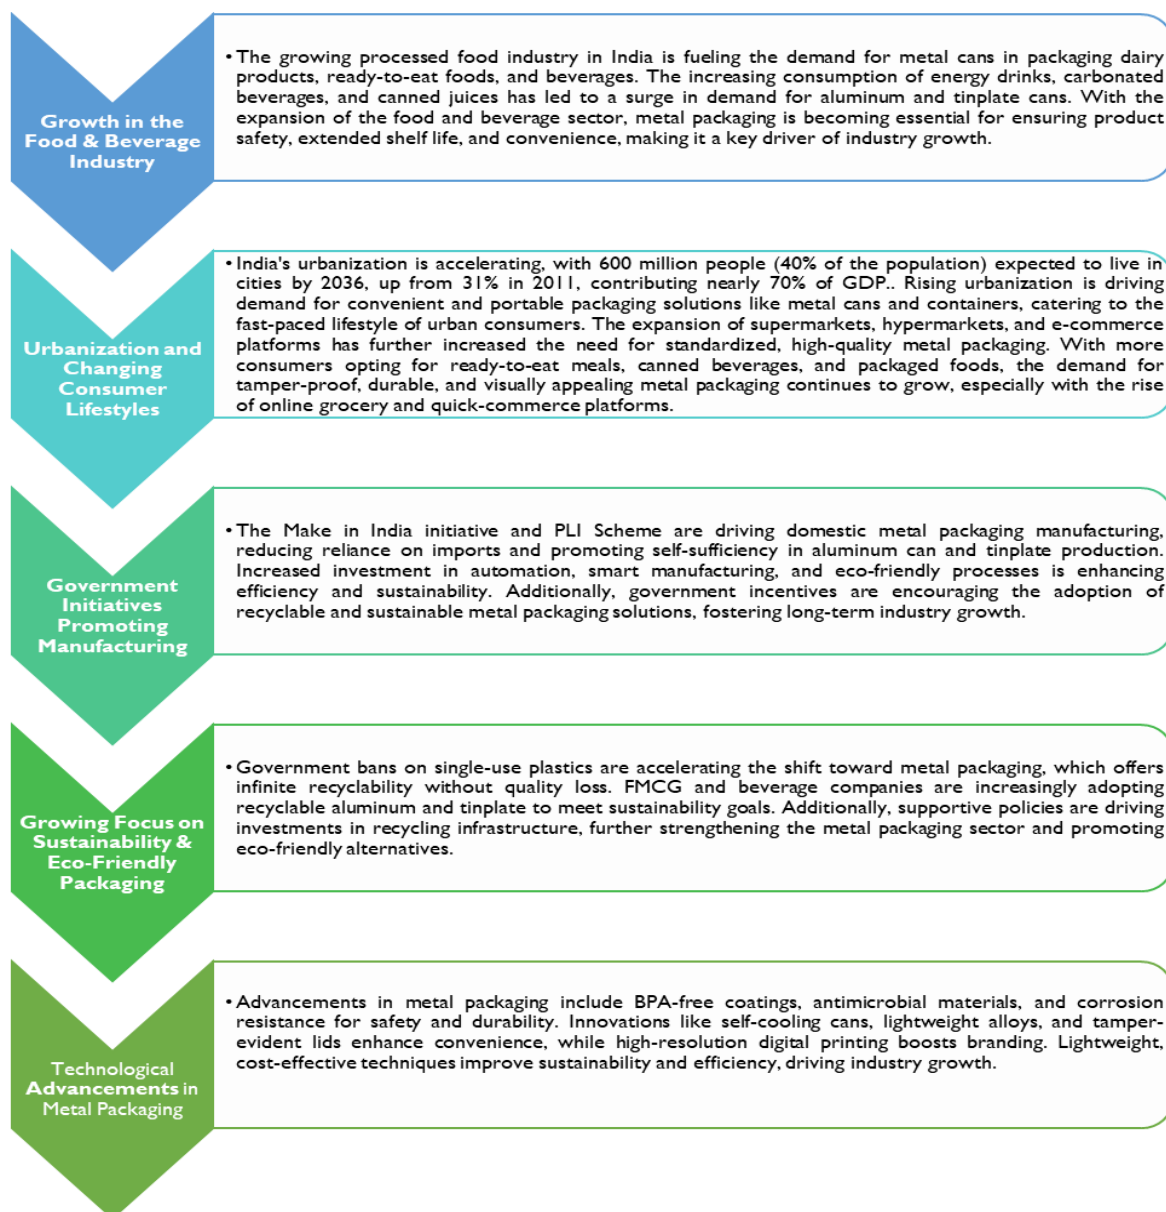 Growth in the
Food & Beverage
Industry
• The growing processed food industry in India is fueling the demand for metal cans in packaging dairy
products, ready-to-eat foods, and beverages. The increasing consumption of energy drinks, carbonated
beverages, and canned juices has led to a surge in demand for aluminum and tinplate cans. With the
expansion of the food and beverage sector, metal packaging is becoming essential for ensuring product
safety, extended shelf life, and convenience, making it a key driver of industry growth.
Urbanization and
Changing
Consumer
Lifestyles
• India's urbanization is accelerating, with 600 million people (40% of the population) expected to live in
cities by 2036, up from 31% in 2011, contributing nearly 70% of GDP.. Rising urbanization is driving
demand for convenient and portable packaging solutions like metal cans and containers, catering to the
fast-paced lifestyle of urban consumers. The expansion of supermarkets, hypermarkets, and e-commerce
platforms has further increased the need for standardized, high-quality metal packaging. With more
consumers opting for ready-to-eat meals, canned beverages, and packaged foods, the demand for
tamper-proof, durable, and visually appealing metal packaging continues to grow, especially with the rise
of online grocery and quick-commerce platforms.
Government
Initiatives
Promoting
Manufacturing
• The Make in India initiative and PLI Scheme are driving domestic metal packaging manufacturing,
reducing reliance on imports and promoting self-sufficiency in aluminum can and tinplate production.
Increased investment in automation, smart manufacturing, and eco-friendly processes is enhancing
efficiency and sustainability. Additionally, government incentives are encouraging the adoption of
recyclable and sustainable metal packaging solutions, fostering long-term industry growth.
Growing Focus on
Sustainability &
Eco-Friendly
Packaging
• Government bans on single-use plastics are accelerating the shift toward metal packaging, which offers
infinite recyclability without quality loss. FMCG and beverage companies are increasingly adopting
recyclable aluminum and tinplate to meet sustainability goals. Additionally, supportive policies are driving
investments in recycling infrastructure, further strengthening the metal packaging sector and promoting
eco-friendly alternatives.
Technological
Advancements in
Metal Packaging
• Advancements in metal packaging include BPA-free coatings, antimicrobial materials, and corrosion
resistance for safety and durability. Innovations like self-cooling cans, lightweight alloys, and tamper-
evident lids enhance convenience, while high-resolution digital printing boosts branding. Lightweight,
cost-effective techniques improve sustainability and efficiency, driving industry growth.